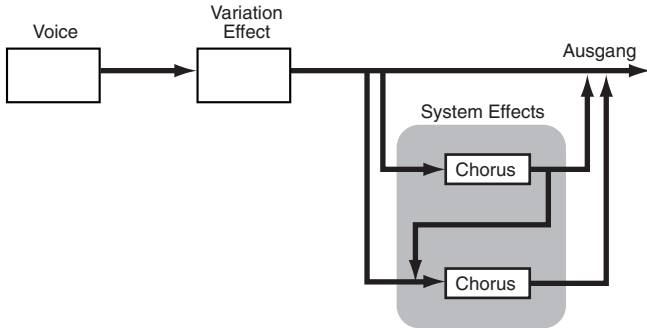 Voice
Variation
Effect
Ausgang
System Effects
Chorus
Chorus